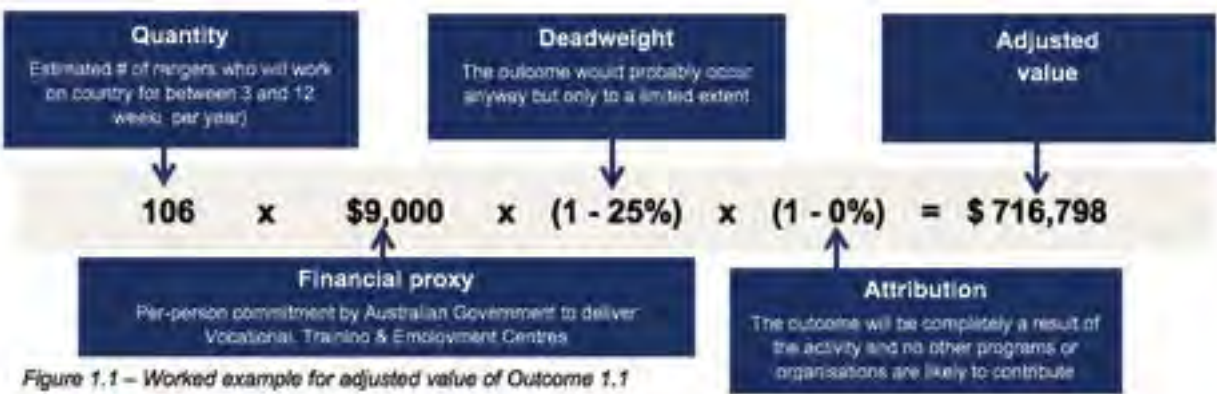 Quantity
Estimated # of rangers who will work
on country for between 3 and 12
weeks per year)
Deadweight
The outcome would probably occur
anyway but only to a limited extent
Adjusted
value
106 x $9,000 x (1 - 25%) x (1 - 0%) = $ 716,798
Financial proxy
Per-person commitment by Australian Government to deliver
Vocational, Training & Employment Centres
Attribution
The outcome will be completely a result of
the activity and no other programs or
organisations are likely to contribute
Figure 1.1 – Worked example for adjusted value of Outcome 1.1